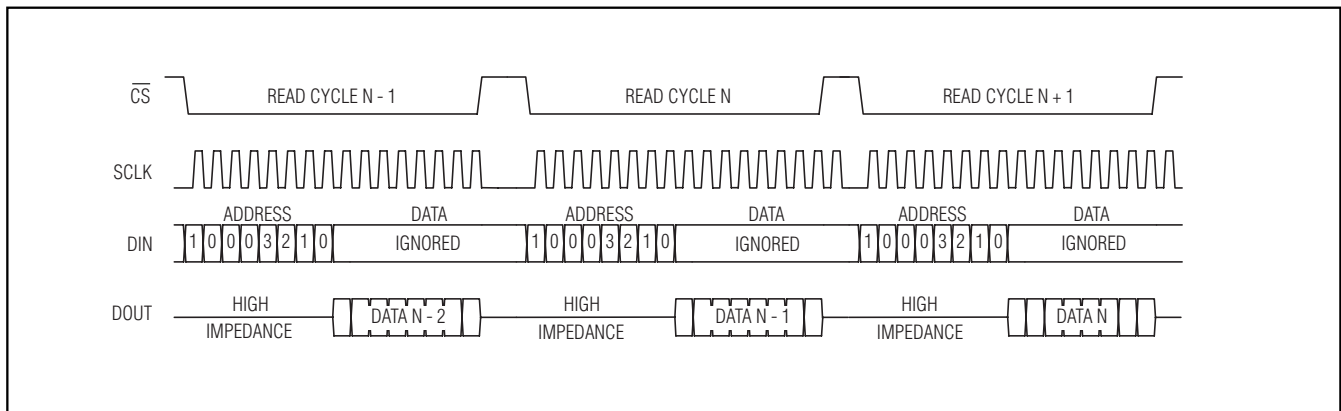 CS READ CYCLE N - 1 READ CYCLE N READ CYCLE N + 1
SCLK
ADDRESS DATA ADDRESS DATA ADDRESS DATA
DIN 1 0 0 0 3 2 1 0 IGNORED 1 0 0 0 3 2 1 0 IGNORED 1 0 0 0 3 2 1 0 IGNORED
DOUT HIGH IMPEDANCE DATA N - 2 HIGH IMPEDANCE DATA N - 1 HIGH IMPEDANCE DATA N